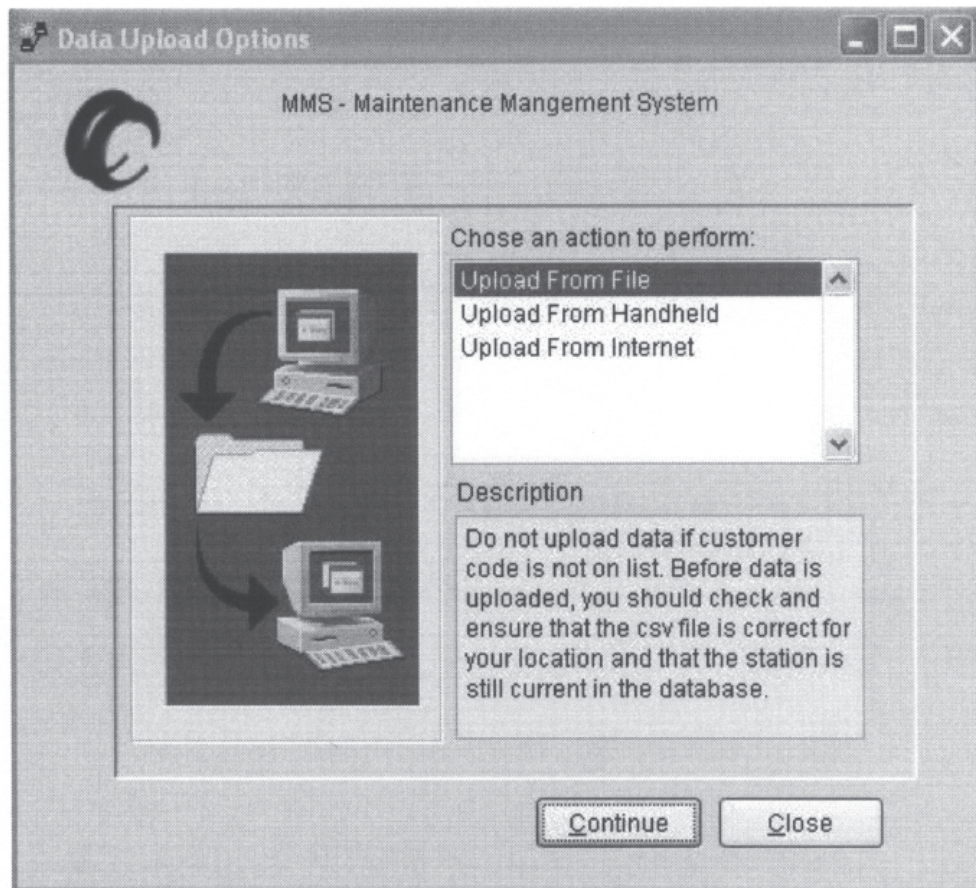 Data Upload Options
MMS - Maintenance Mangement System
Chose an action to perform:
Upload From File
Upload From Handheld
Upload From Internet
Description
Do not upload data if customer
code is not on list. Before data is
uploaded, you should check and
ensure that the csv file is correct for
your location and that the station is
still current in the database.
Continue
Close